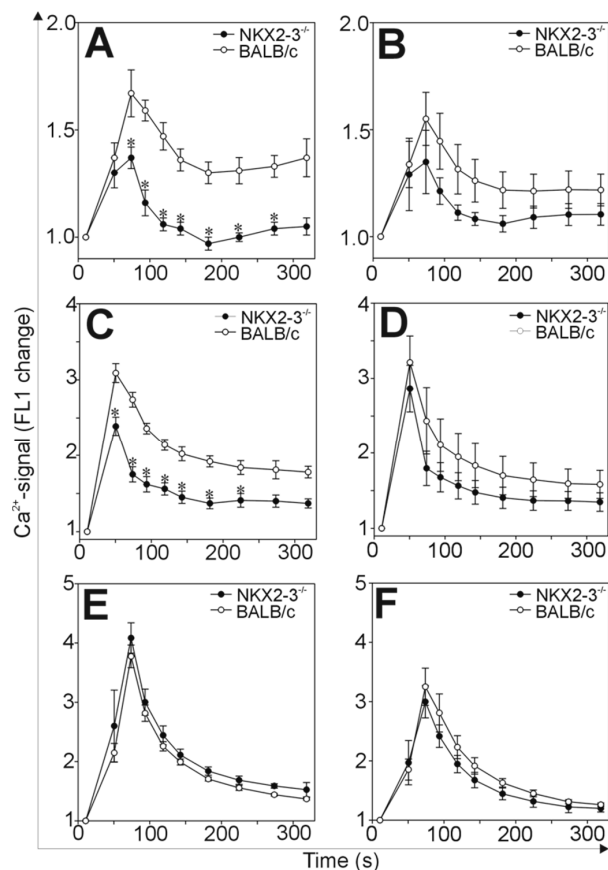 Ca²⁺-signal (FL1 change)
A
NKX2-3⁻/⁻
BALB/c
2.0
1.5
1.0
0 100 200 300
* * * * * * *
B
NKX2-3⁻/⁻
BALB/c
2.0
1.5
1.0
0 100 200 300
C
NKX2-3⁻/⁻
BALB/c
4
3
2
1
0 100 200 300
* * * * * * *
D
NKX2-3⁻/⁻
BALB/c
4
3
2
1
0 100 200 300
E
NKX2-3⁻/⁻
BALB/c
5
4
3
2
1
0 100 200 300
F
NKX2-3⁻/⁻
BALB/c
5
4
3
2
1
0 100 200 300
Time (s)